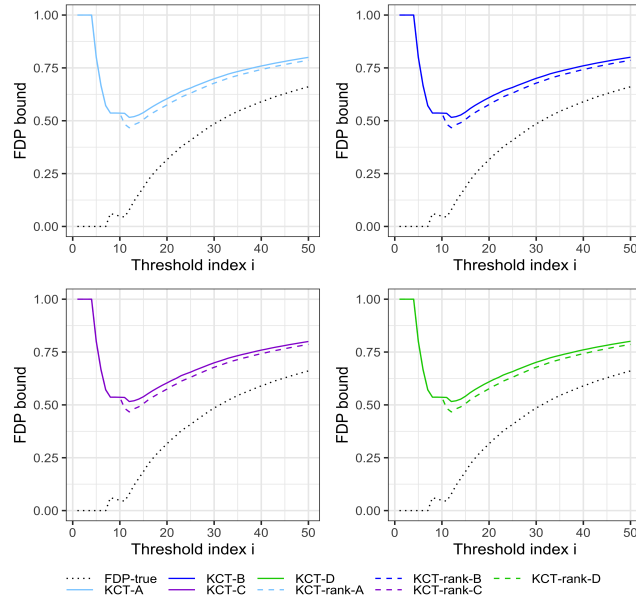 1.00
0.75
0.50
0.25
0.00
FDP bound
0 10 20 30 40 50
Threshold index i
1.00
0.75
0.50
0.25
0.00
FDP bound
0 10 20 30 40 50
Threshold index i
1.00
0.75
0.50
0.25
0.00
FDP bound
0 10 20 30 40 50
Threshold index i
1.00
0.75
0.50
0.25
0.00
FDP bound
0 10 20 30 40 50
Threshold index i
FDP-true KCT-B KCT-D KCT-rank-B KCT-rank-D
KCT-A KCT-C KCT-rank-A KCT-rank-C